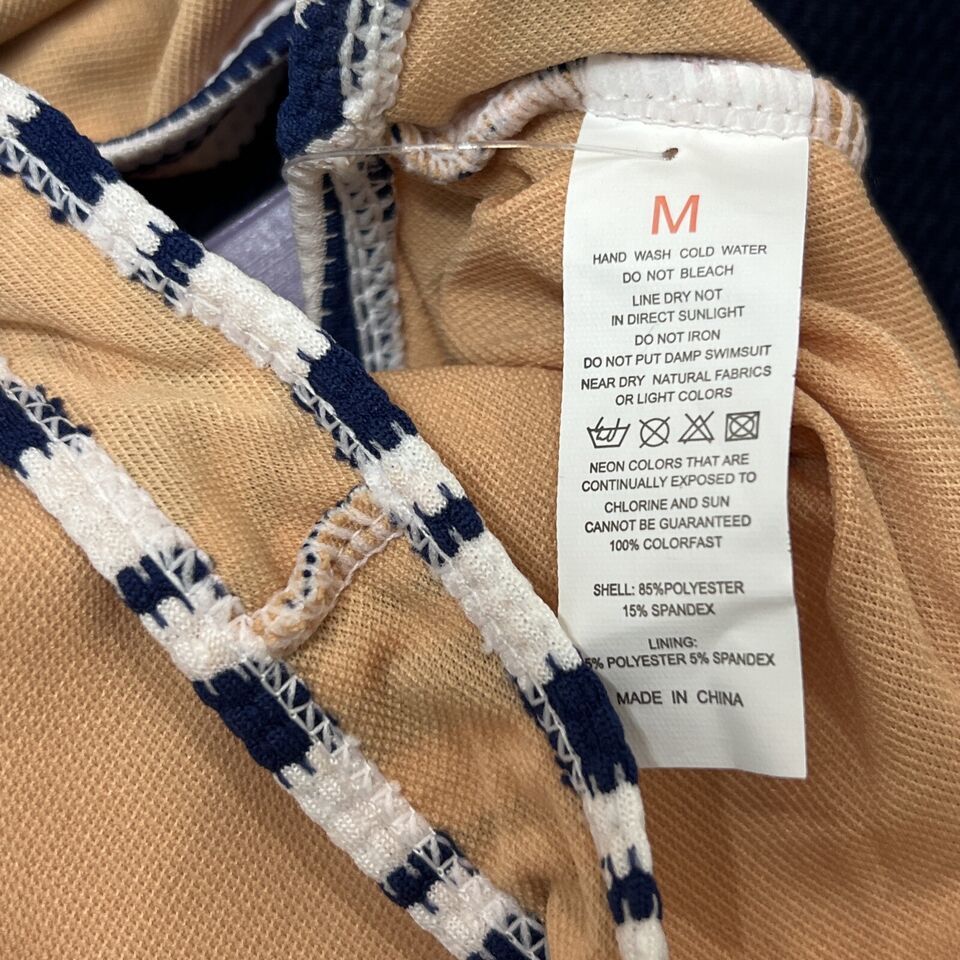 M
HAND WASH COLD WATER
DO NOT BLEACH
LINE DRY NOT
IN DIRECT SUNLIGHT
DO NOT IRON
DO NOT PUT DAMP SWIMSUIT
NEAR DRY NATURAL FABRICS
OR LIGHT COLORS
NEON COLORS THAT ARE
CONTINUALLY EXPOSED TO
CHLORINE AND SUN
CANNOT BE GUARANTEED
100% COLORFAST
SHELL: 85%POLYESTER
15% SPANDEX
LINING:
5% POLYESTER 5% SPANDEX
MADE IN CHINA